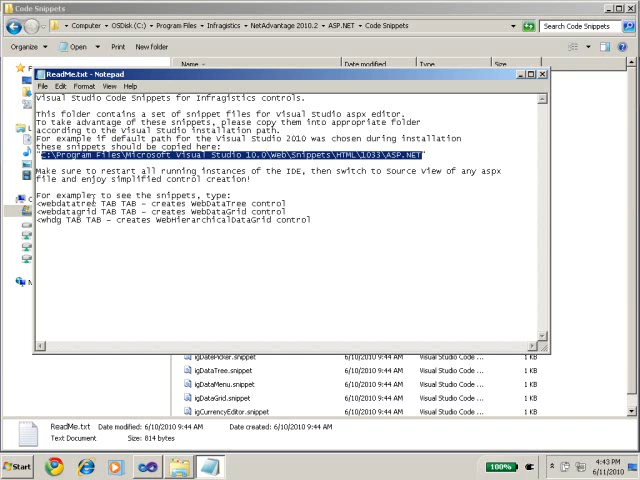 Code Snippets
Computer ▸ OSDisk (C:) ▸ Program Files ▸ Infragistics ▸ NetAdvantage 2010.2 ▸ ASP.NET ▸ Code Snippets
Search Code Snippets
Organize
Open
Print
New folder
Name
Date modified
Type
Size
ReadMe.txt - Notepad
File Edit Format View Help
Visual Studio Code Snippets for Infragistics controls.
This folder contains a set of snippet files for Visual Studio aspx editor.
To take advantage of these snippets, please copy them into appropriate folder
according to the Visual Studio installation path.
For example if default path for the Visual Studio 2010 was chosen during installation
these snippets should be copied here:
"C:\Program Files\Microsoft Visual Studio 10.0\Web\Snippets\HTML\1033\ASP.NET"
Make sure to restart all running instances of the IDE, then switch to Source View of any aspx
file and enjoy simplified control creation!
For example, to see the snippets, type:
<webdatatree TAB TAB - creates WebDataTree control
<webdatagrid TAB TAB - creates WebDataGrid control
<whdg TAB TAB - creates WebHierarchicalDataGrid control
igDatePicker.snippet 6/10/2010 9:44 AM Visual Studio Code ... 1 KB
igDataTree.snippet 6/10/2010 9:44 AM Visual Studio Code ... 1 KB
igDataMenu.snippet 6/10/2010 9:44 AM Visual Studio Code ... 1 KB
igDataGrid.snippet 6/10/2010 9:44 AM Visual Studio Code ... 1 KB
igCurrencyEditor.snippet 6/10/2010 9:44 AM Visual Studio Code ... 1 KB
ReadMe.txt Date modified: 6/10/2010 9:44 AM Date created: 6/10/2010 9:44 AM
Text Document Size: 814 bytes
Start
100%
4:43 PM
6/11/2010